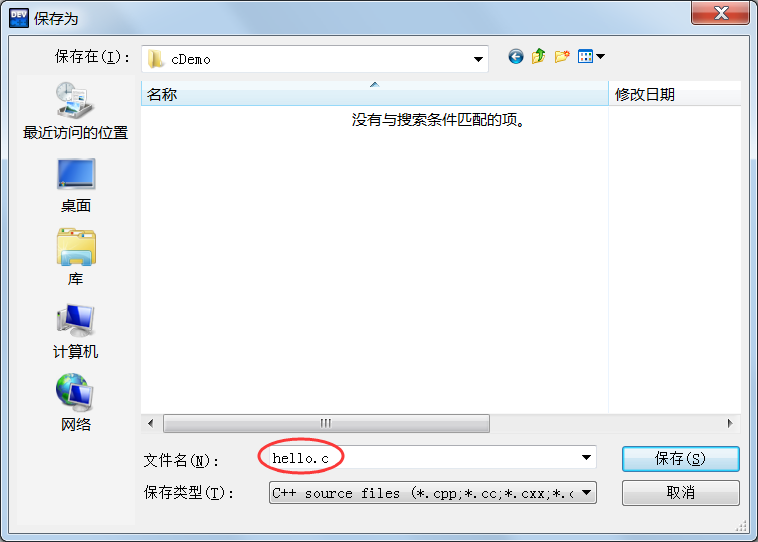 DEV
保存为
保存在(I):
cDemo
名称
修改日期
没有与搜索条件匹配的项。
最近访问的位置
桌面
库
计算机
网络
文件名(N):
hello.c
保存(S)
保存类型(T):
C++ source files (*.cpp;*.cc;*.cxx;*.c
取消